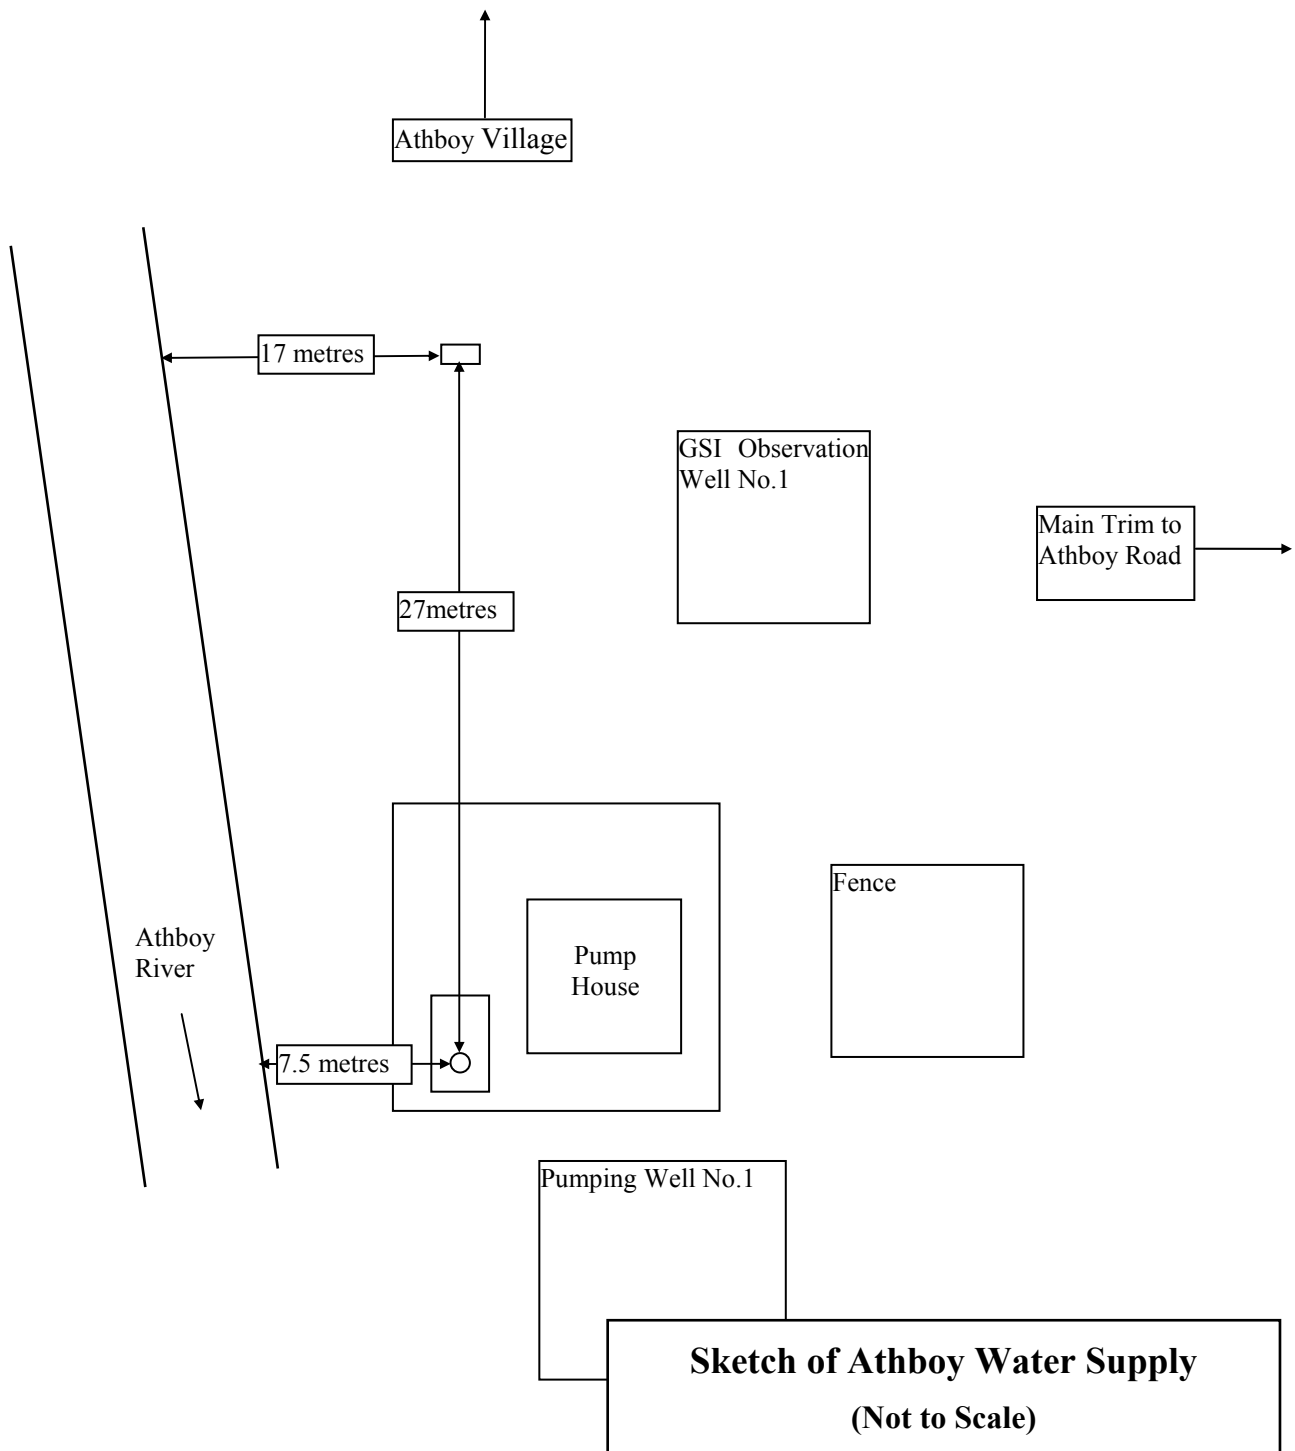 Athboy Village
17 metres
GSI Observation
Well No.1
Main Trim to
Athboy Road
27metres
Fence
Athboy
River
Pump
House
7.5 metres
Pumping Well No.1
Sketch of Athboy Water Supply
(Not to Scale)